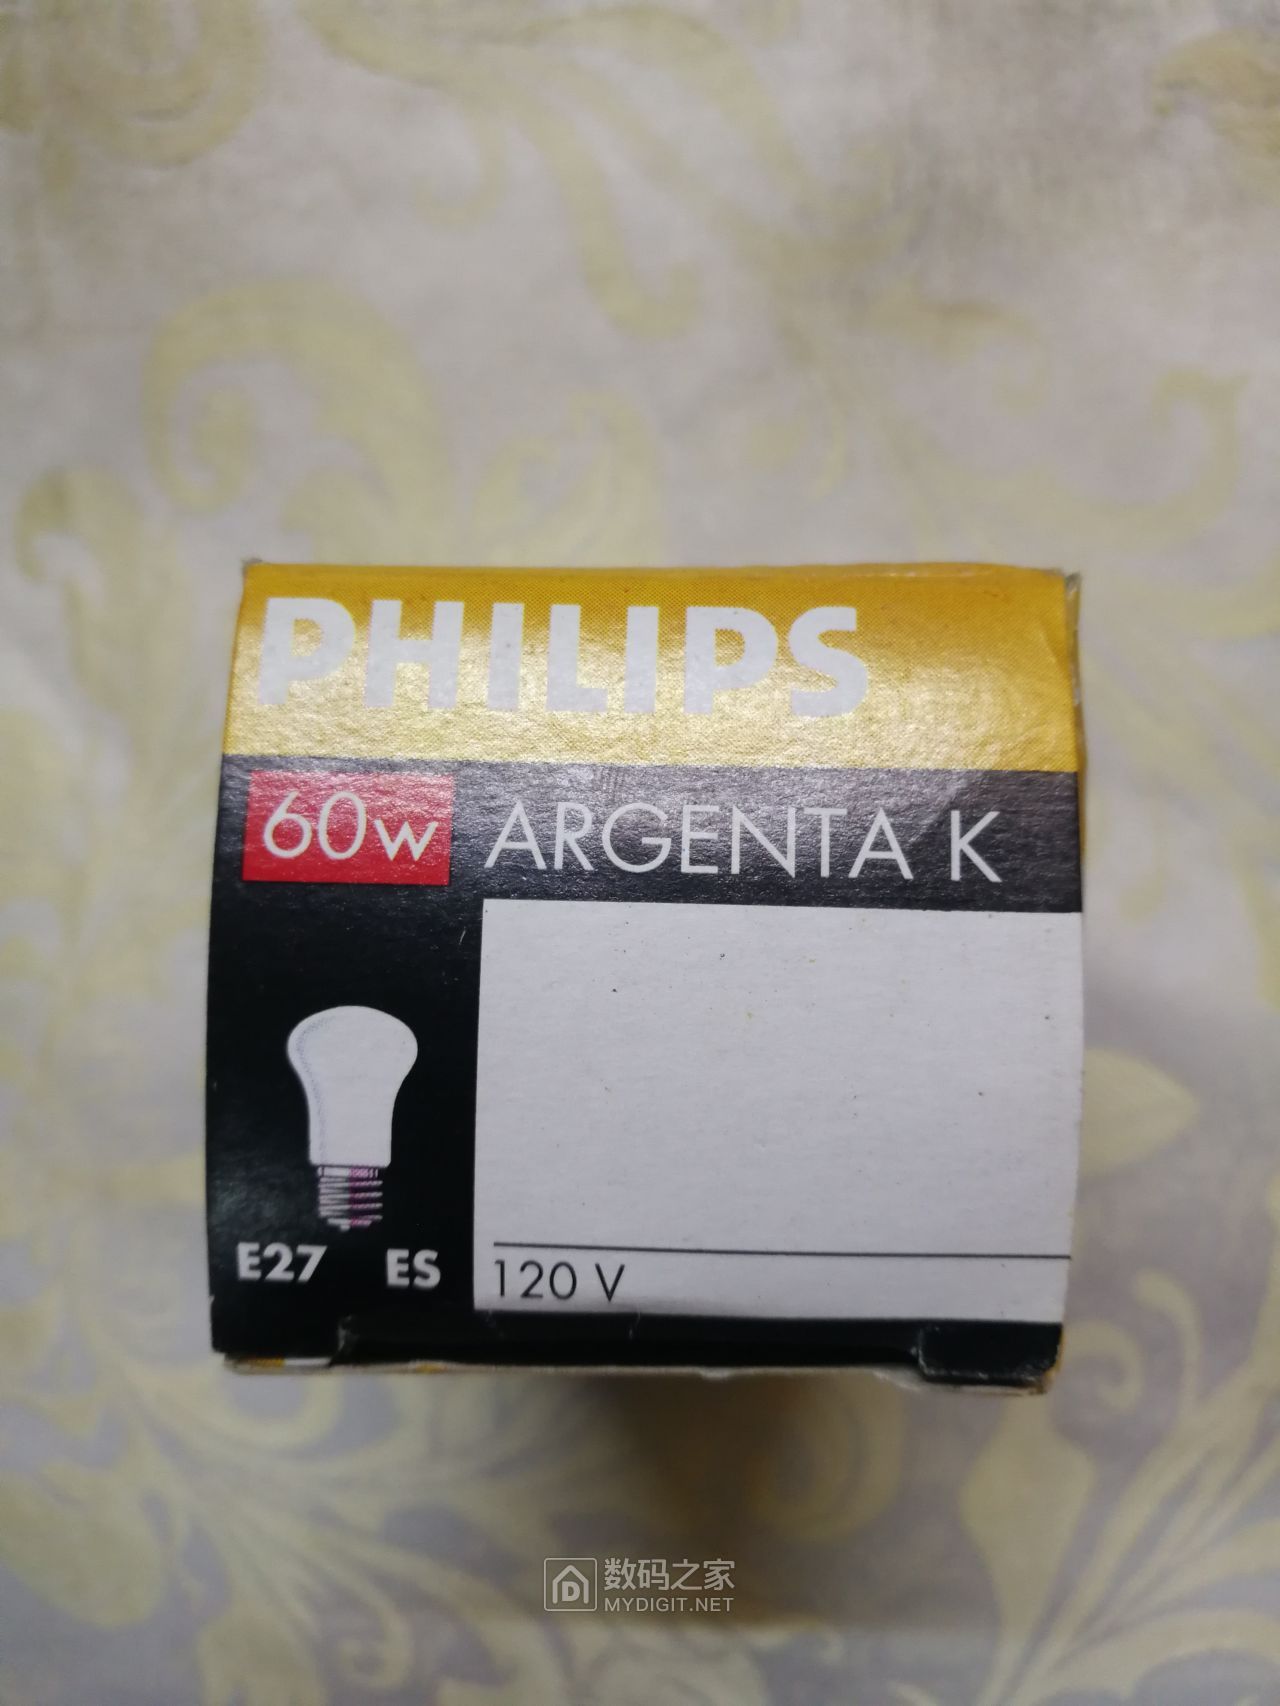 PHILIPS
60w ARGENTA K
E27 ES
120 V
数码之家
MYDIGIT.NET